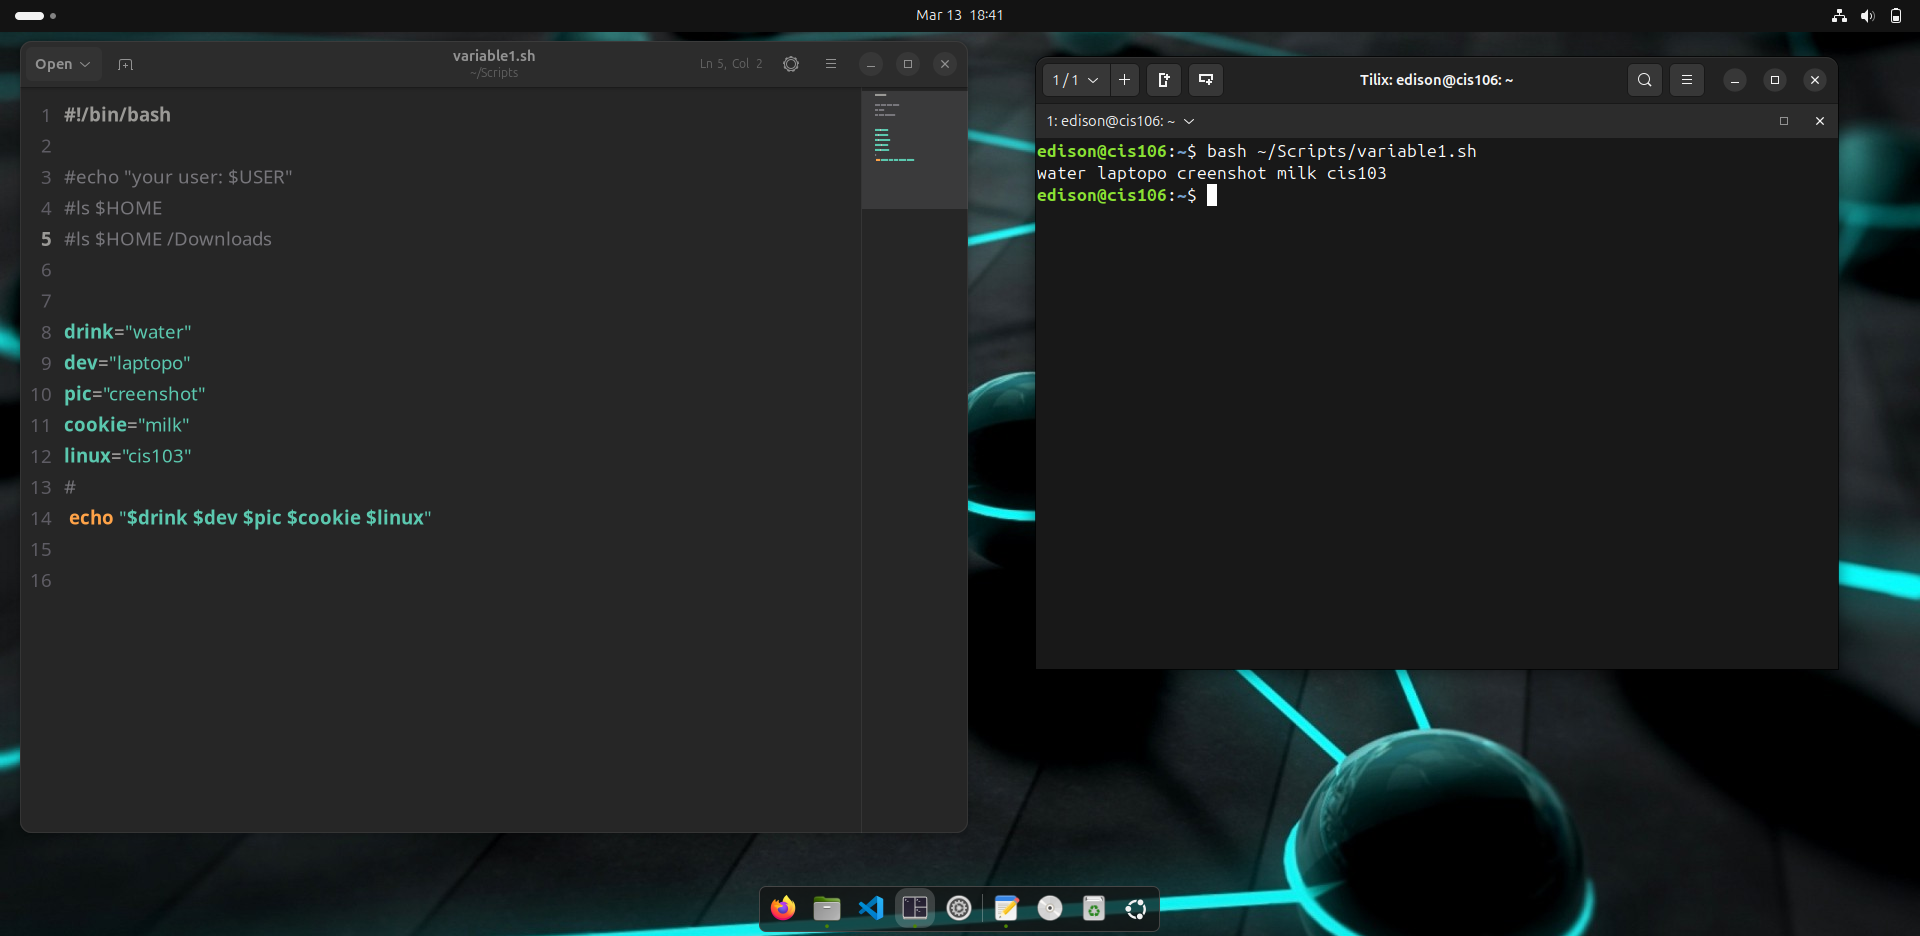 Mar 13 18:41
Open
variable1.sh
~/Scripts
Ln 5, Col 2
1 #!/bin/bash
2
3 #echo "your user: $USER"
4 #ls $HOME
5 #ls $HOME /Downloads
6
7
8 drink="water"
9 dev="laptopo"
10 pic="creenshot"
11 cookie="milk"
12 linux="cis103"
13 #
14 echo "$drink $dev $pic $cookie $linux"
15
16
1 / 1
Tilix: edison@cis106: ~
1: edison@cis106: ~
edison@cis106:~$ bash ~/Scripts/variable1.sh
water laptopo creenshot milk cis103
edison@cis106:~$